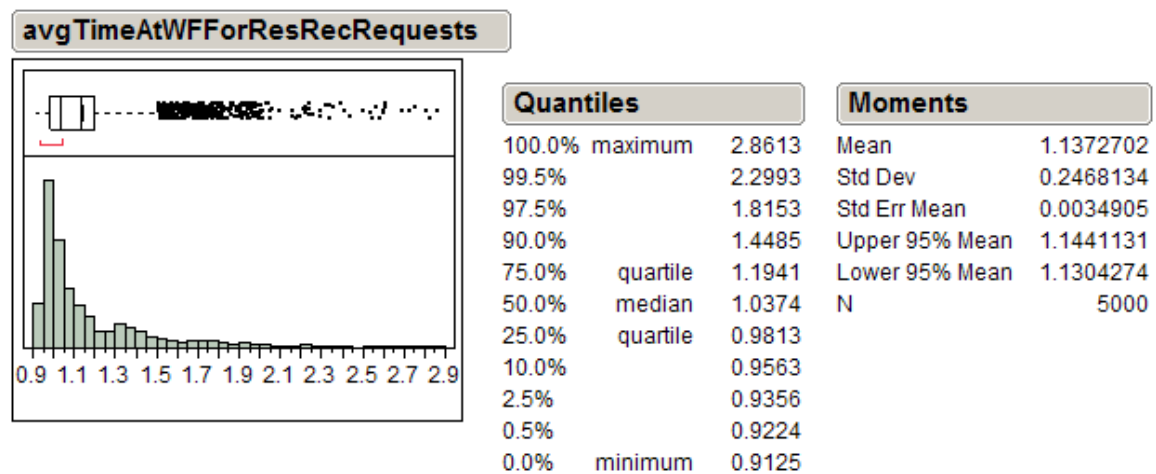 avgTimeAtWFForResRecRequests
0.9 1.1 1.3 1.5 1.7 1.9 2.1 2.3 2.5 2.7 2.9
Quantiles
100.0% maximum 2.8613
99.5% 2.2993
97.5% 1.8153
90.0% 1.4485
75.0% quartile 1.1941
50.0% median 1.0374
25.0% quartile 0.9813
10.0% 0.9563
2.5% 0.9356
0.5% 0.9224
0.0% minimum 0.9125
Moments
Mean 1.1372702
Std Dev 0.2468134
Std Err Mean 0.0034905
Upper 95% Mean 1.1441131
Lower 95% Mean 1.1304274
N 5000